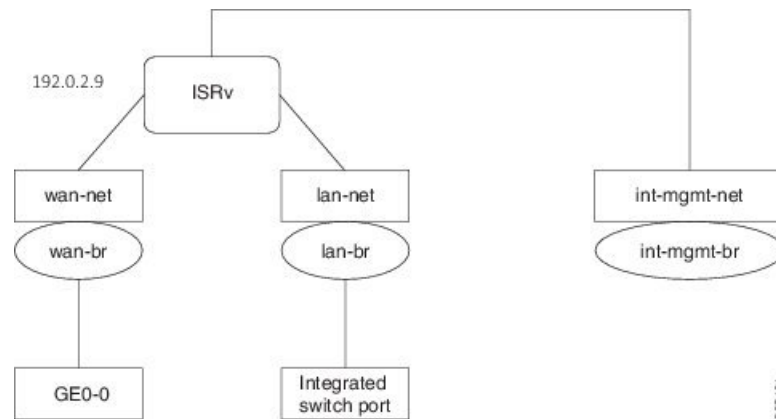 192.0.2.9
ISRv
wan-net
lan-net
int-mgmt-net
wan-br
lan-br
int-mgmt-br
GE0-0
Integrated
switch port